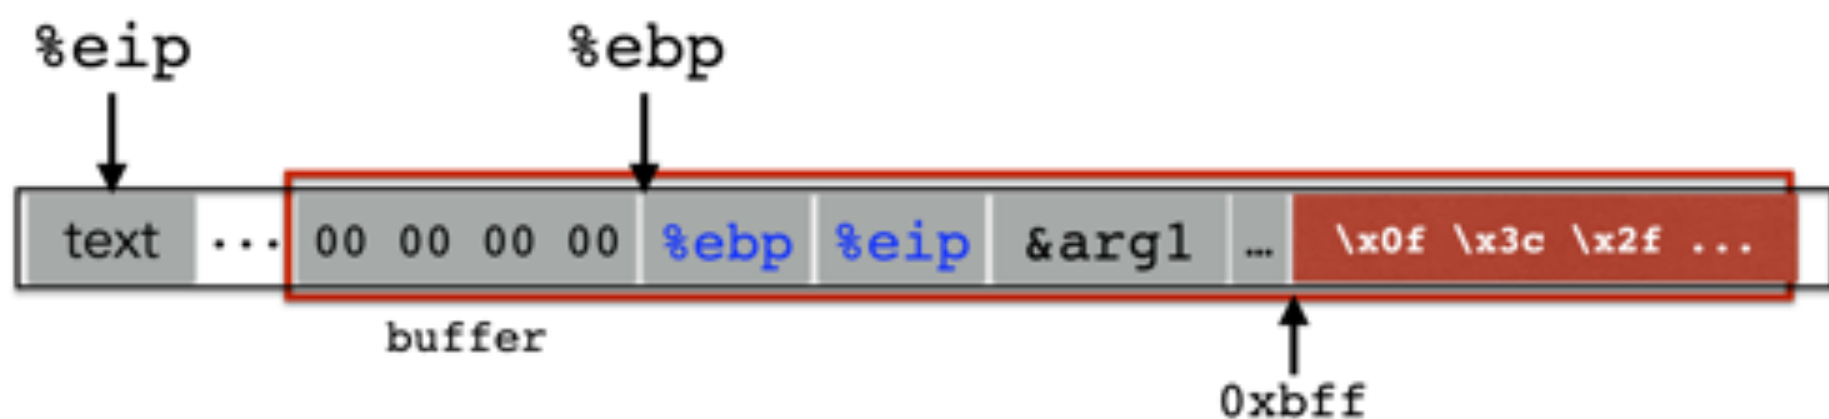 %eip %ebp
text ... 00 00 00 00 %ebp %eip &arg1 ... \x0f \x3c \x2f ...
buffer
0xbff